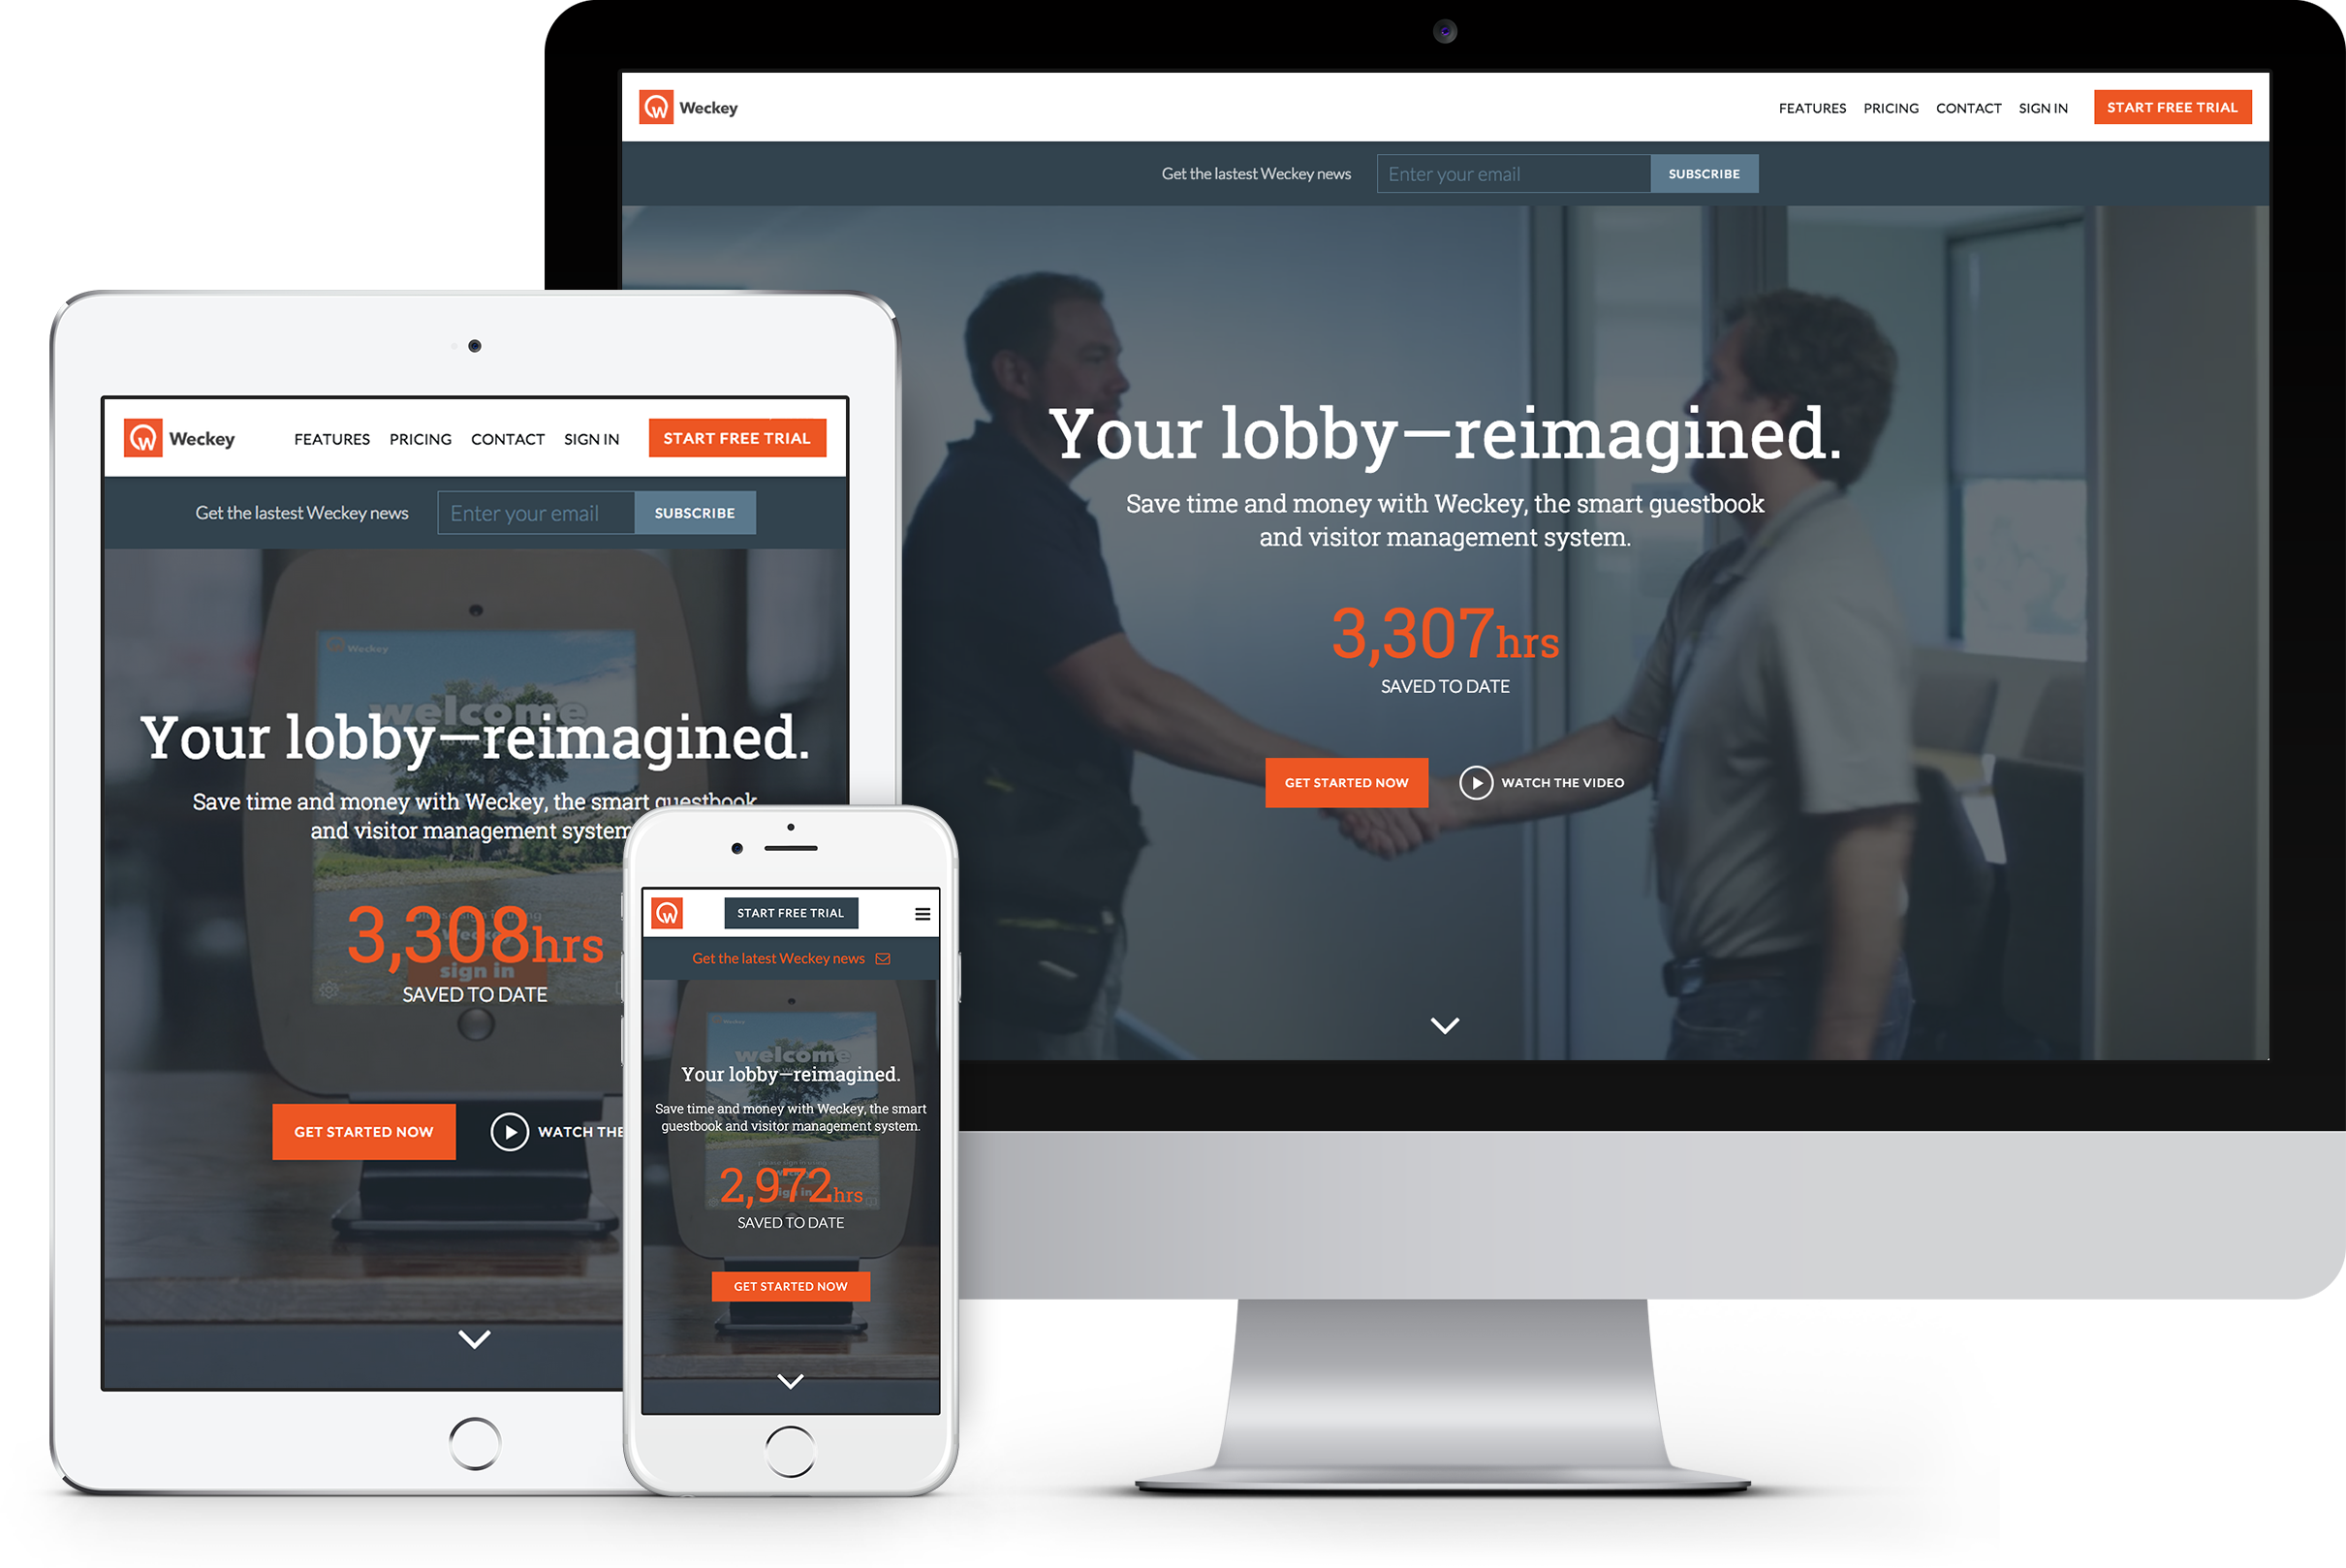 Weckey
FEATURES PRICING CONTACT SIGN IN START FREE TRIAL
Get the lastest Weckey news Enter your email SUBSCRIBE
Your lobby—reimagined.
Save time and money with Weckey, the smart guestbook
and visitor management system.
3,307hrs
SAVED TO DATE
GET STARTED NOW WATCH THE VIDEO
Weckey FEATURES PRICING CONTACT SIGN IN START FREE TRIAL
Get the lastest Weckey news Enter your email SUBSCRIBE
Weckey
welcome
Your lobby—reimagined.
Save time and money with Weckey, the smart guestbook
and visitor management system
3,308hrs
sign in
SAVED TO DATE
GET STARTED NOW WATCH THE
START FREE TRIAL
Get the latest Weckey news
Weckey
welcome
Your lobby—reimagined.
Save time and money with Weckey, the smart
guestbook and visitor management system.
2,972hrs
sign in
SAVED TO DATE
GET STARTED NOW